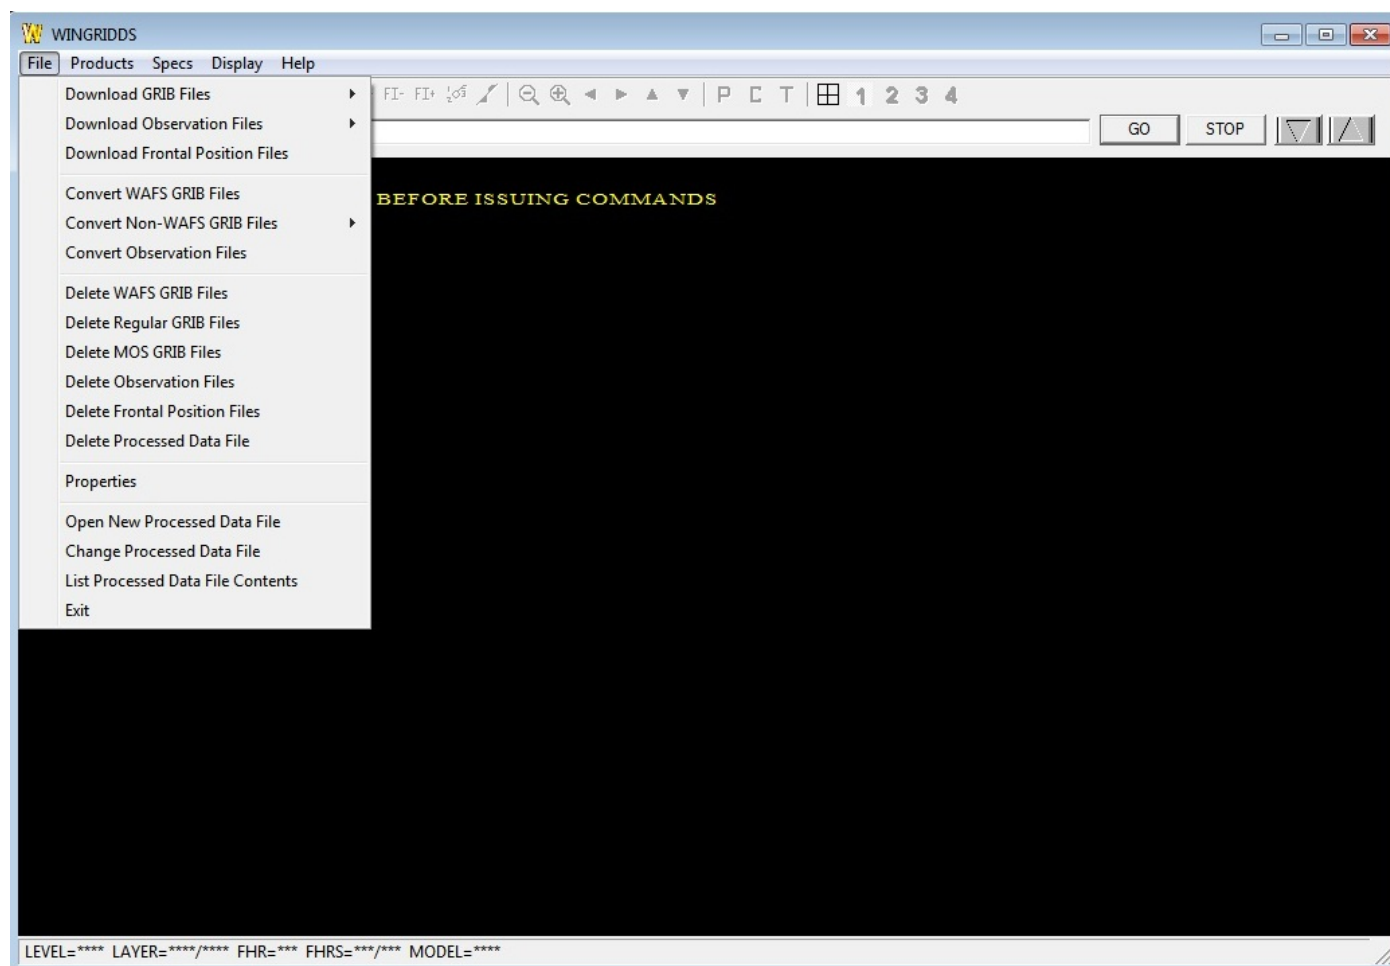 WINGRIDDS
File Products Specs Display Help
FI- FI+ P C T 1 2 3 4
GO STOP
Download GRIB Files
Download Observation Files
Download Frontal Position Files
Convert WAFS GRIB Files
Convert Non-WAFS GRIB Files
Convert Observation Files
Delete WAFS GRIB Files
Delete Regular GRIB Files
Delete MOS GRIB Files
Delete Observation Files
Delete Frontal Position Files
Delete Processed Data File
Properties
Open New Processed Data File
Change Processed Data File
List Processed Data File Contents
Exit
BEFORE ISSUING COMMANDS
LEVEL=**** LAYER=****/**** FHR=*** FHRS=***/*** MODEL=****